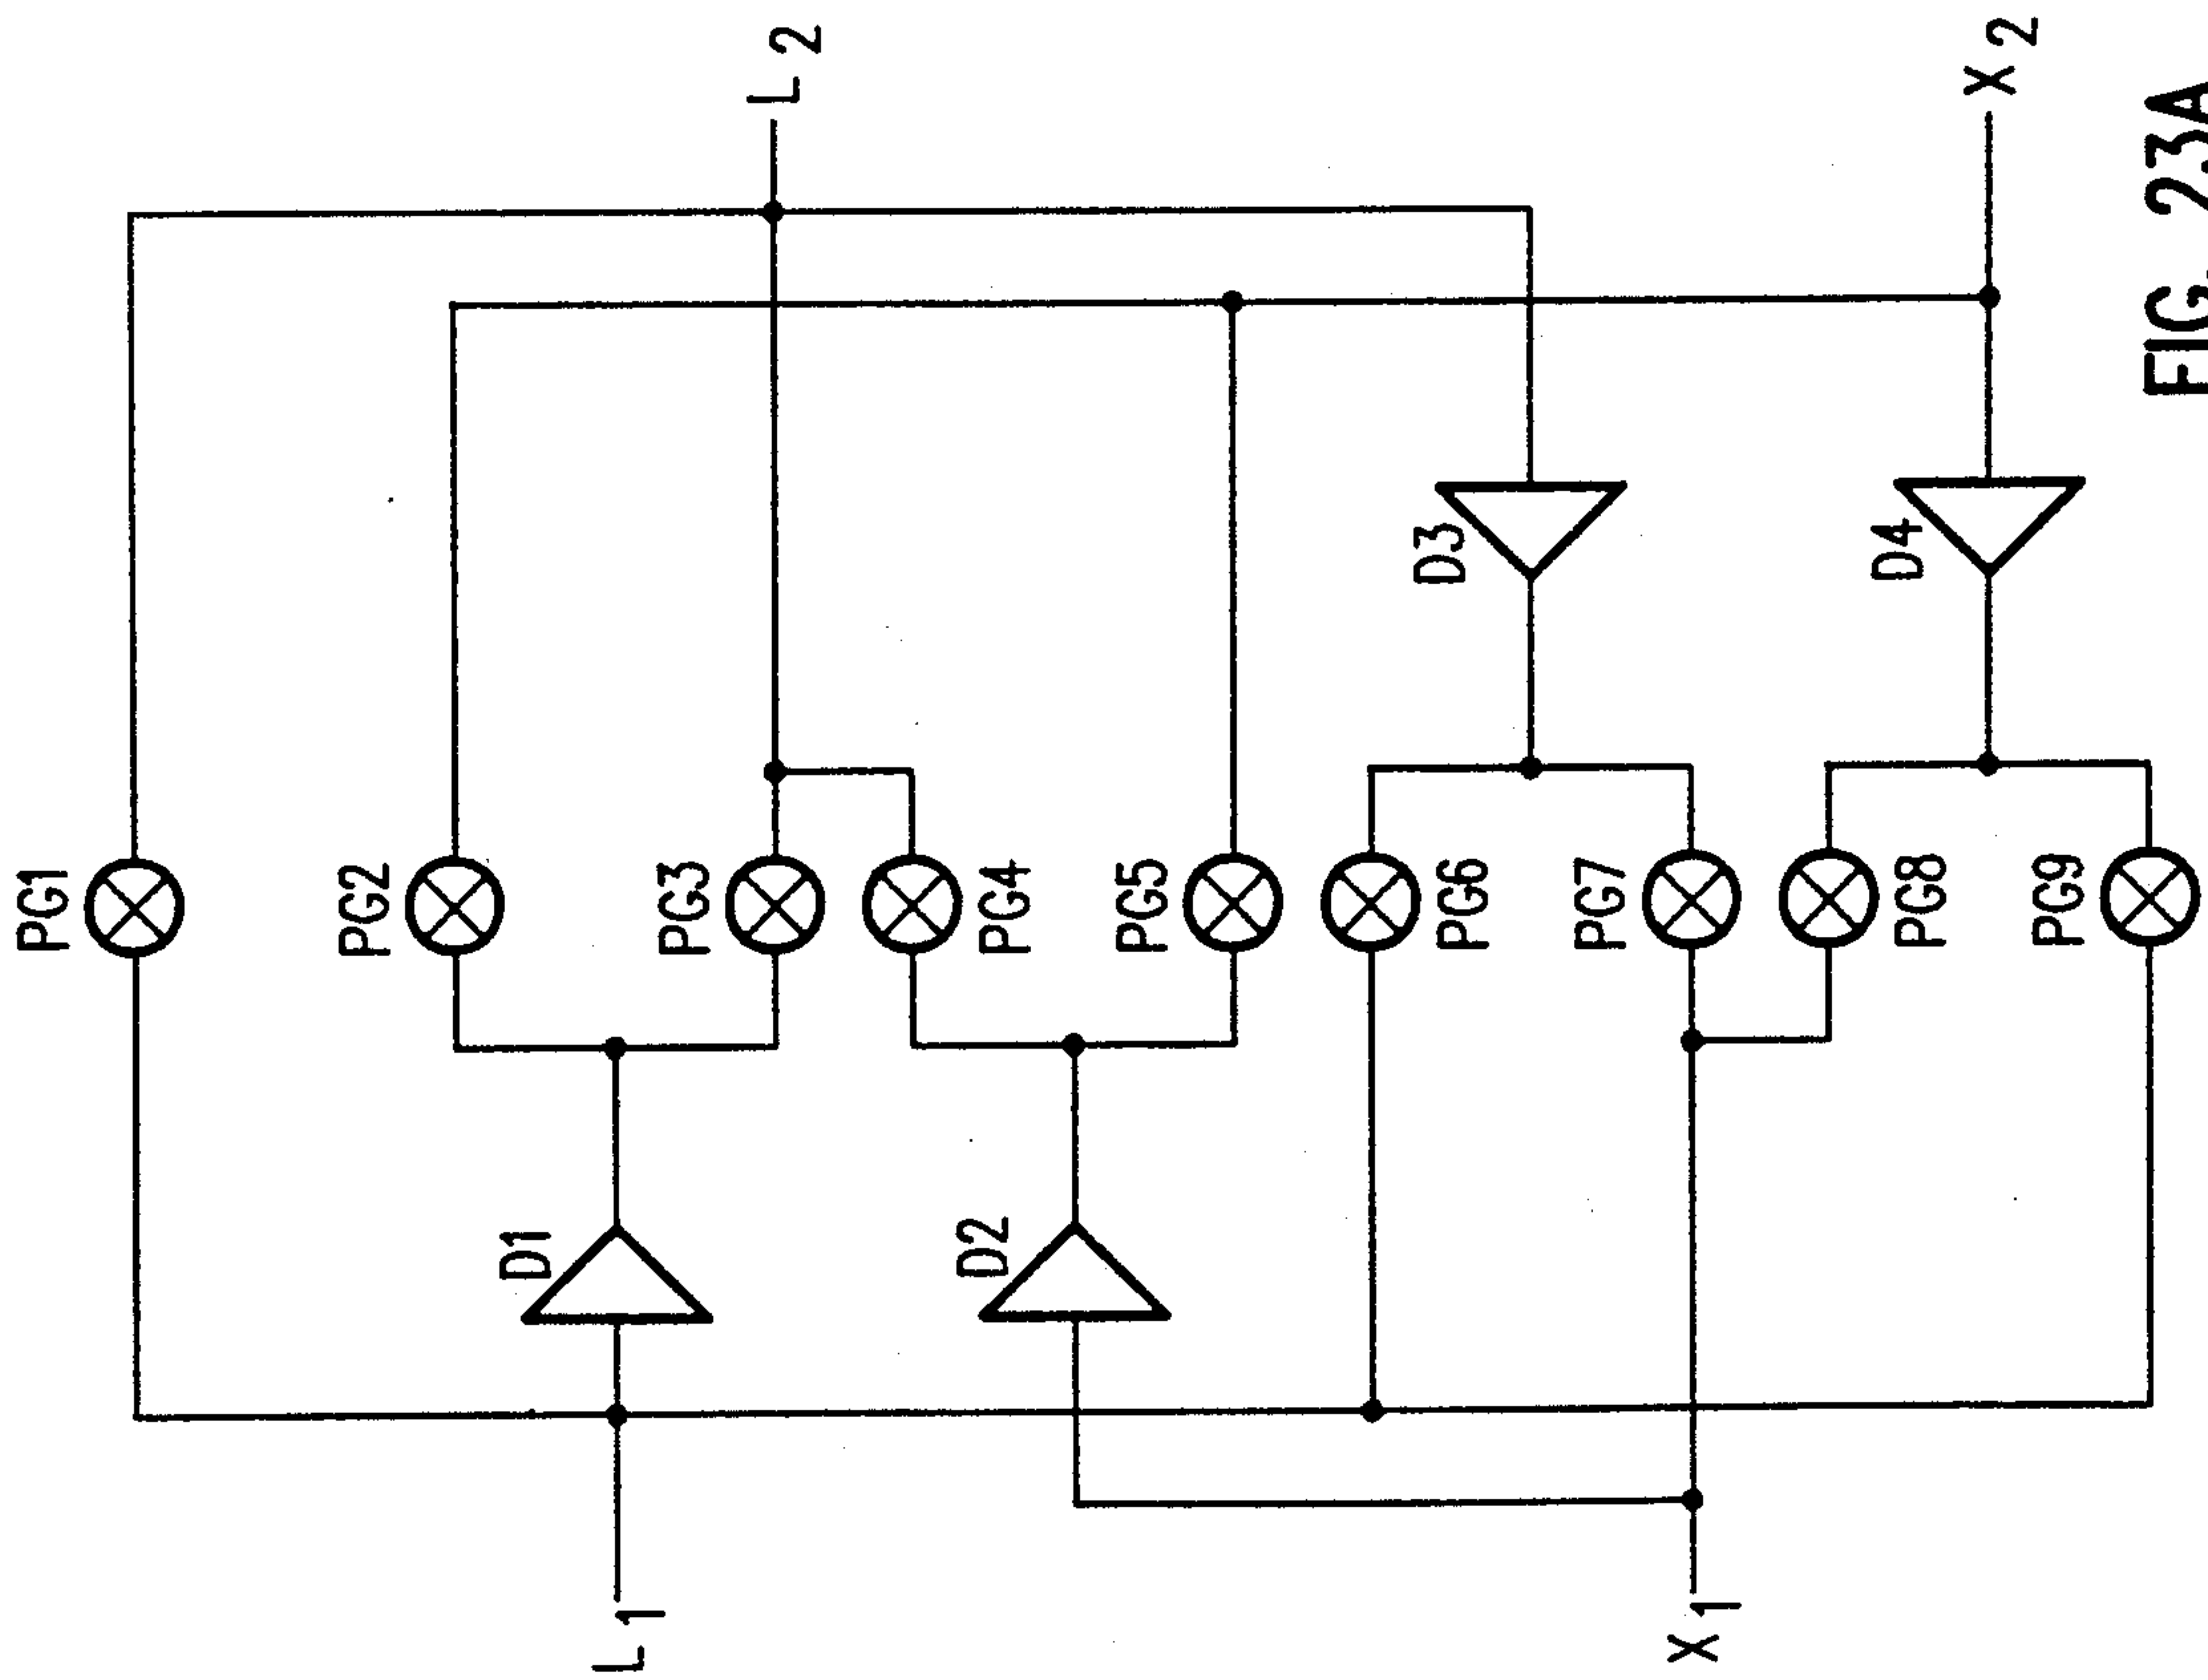 PG1
PG2
D1
L1
PG3
L2
PG4
D2
PG5
PG6
D3
PG7
X1
PG8
D4
X2
PG9
FIG. 23A